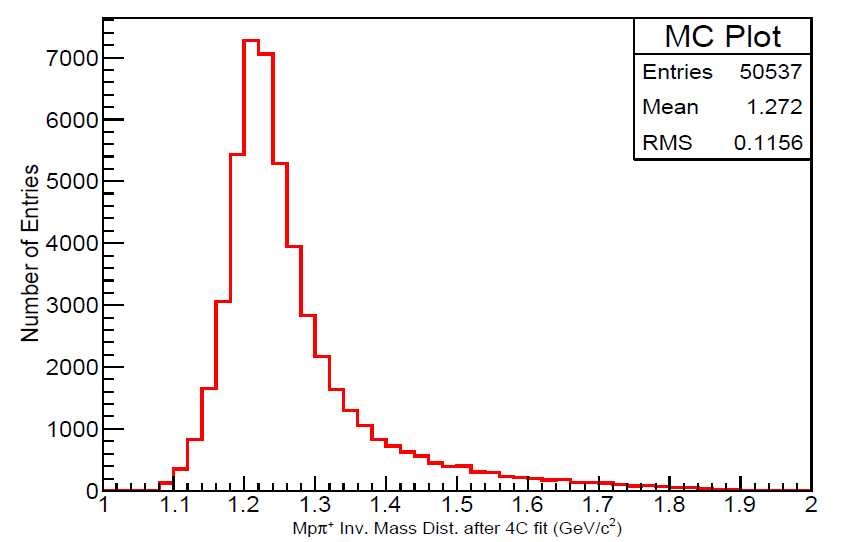 MC Plot
Entries 50537
Mean 1.272
RMS 0.1156
Number of Entries
7000
6000
5000
4000
3000
2000
1000
0
1 1.1 1.2 1.3 1.4 1.5 1.6 1.7 1.8 1.9 2
Mpπ⁺ Inv. Mass Dist. after 4C fit (GeV/c²)